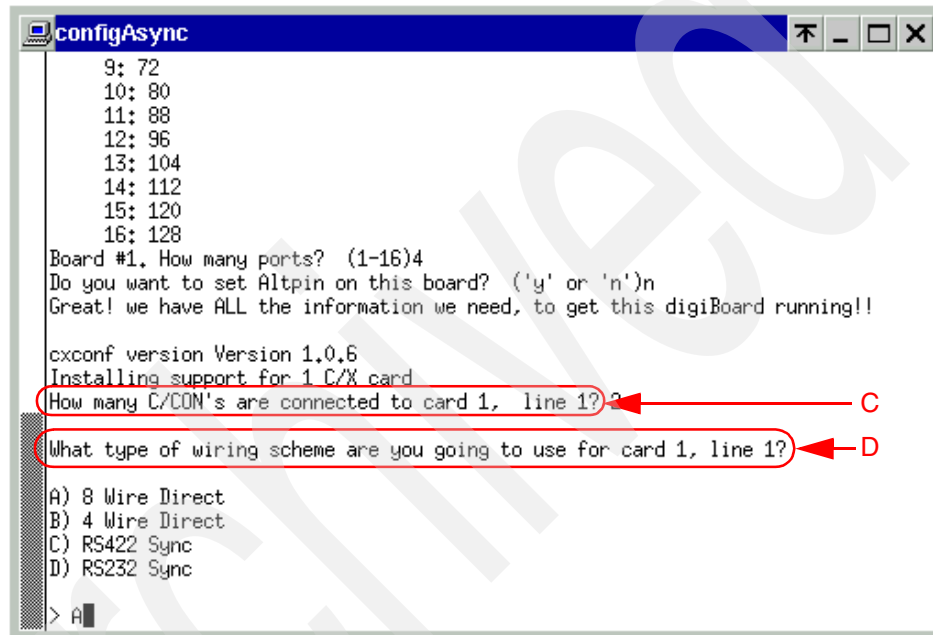 configAsync
9: 72
10: 80
11: 88
12: 96
13: 104
14: 112
15: 120
16: 128
Board #1. How many ports? (1-16)4
Do you want to set Altpin on this board? ('y' or 'n')n
Great! we have ALL the information we need, to get this digiBoard running!!
cxconf version Version 1.0.6
Installing support for 1 C/X card
How many C/CON's are connected to card 1, line 1? C
What type of wiring scheme are you going to use for card 1, line 1? D
A) 8 Wire Direct
B) 4 Wire Direct
C) RS422 Sync
D) RS232 Sync
> A